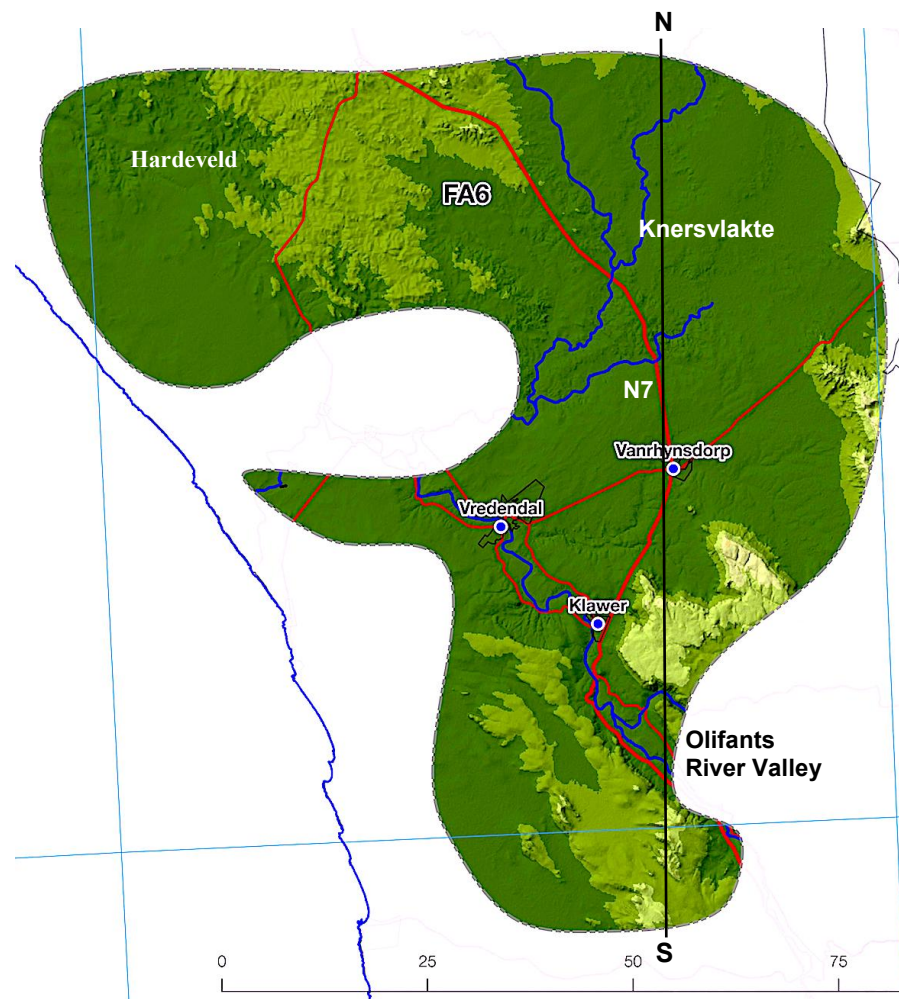 N
Hardeveld
FA6
Knersvlakte
N7
Vanrhynsdorp
Vredendal
Klawer
Olifants
River Valley
S
0 25 50 75